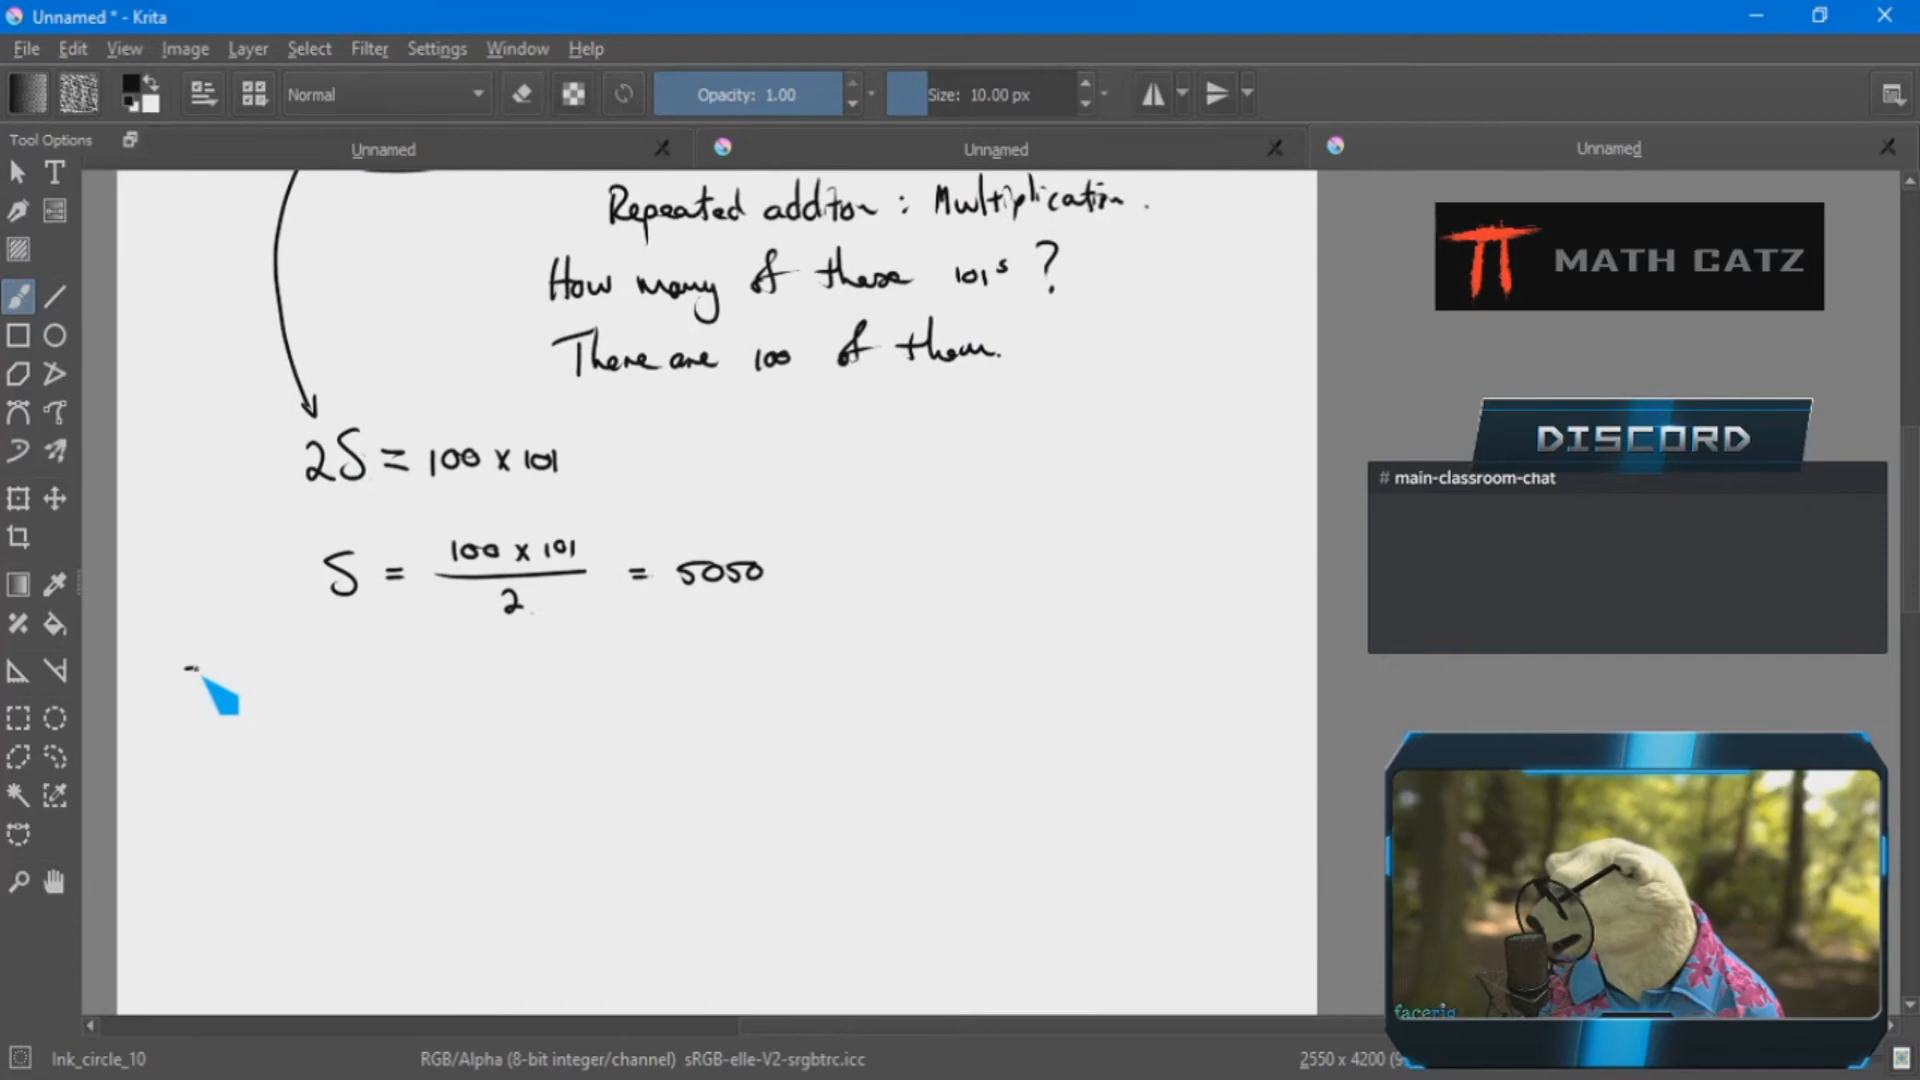 Unnamed * - Krita
File Edit View Image Layer Select Filter Settings Window Help
Normal Opacity: 1.00 Size: 10.00 px
Tool Options
Unnamed Unnamed Unnamed
Repeated additon : Multiplication.
How many of these 101s ?
There are 100 of them.
2S = 100 x 101
S = 100 x 101 / 2 = 5050
π MATH CATZ
DISCORD
# main-classroom-chat
facerig
Ink_circle_10
RGB/Alpha (8-bit integer/channel) sRGB-elle-V2-srgbtrc.icc
2550 x 4200